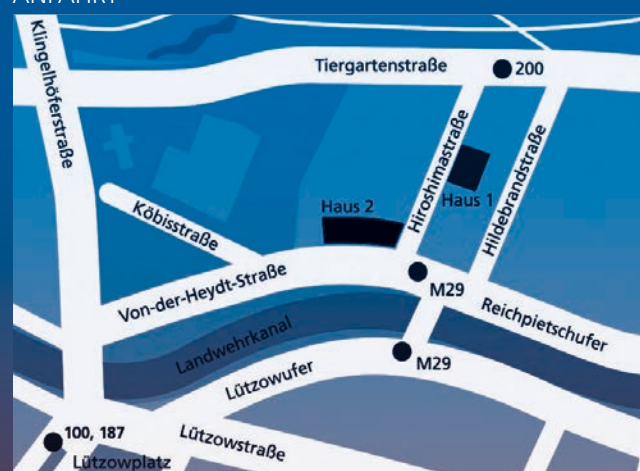 ANFAHRT
Klingelhöferstraße
Tiergartenstraße
200
Hiroshimastraße
Haus 1
Hildebrandstraße
Haus 2
Köbisstraße
Von-der-Heydt-Straße
M29
Reichpietschufer
Landwehrkanal
M29
Lützowufer
100, 187
Lützowstraße
Lützowplatz